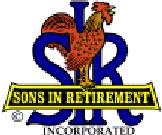 SIR
SONS IN RETIREMENT
©
INCORPORATED